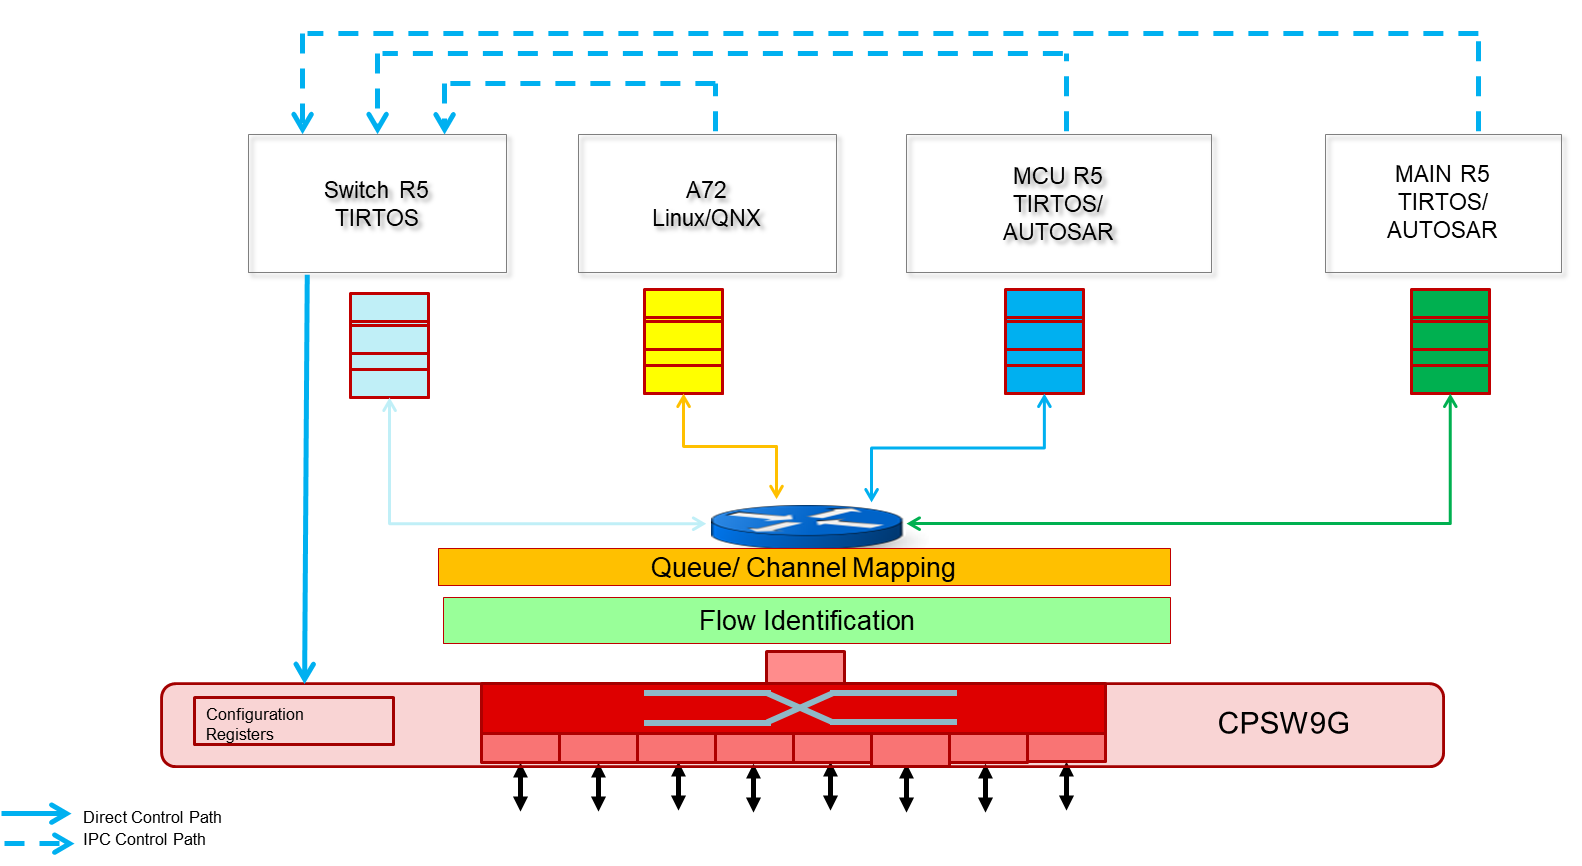 Switch R5
TIRTOS
A72
Linux/QNX
MCU R5
TIRTOS/
AUTOSAR
MAIN R5
TIRTOS/
AUTOSAR
Queue/ Channel Mapping
Flow Identification
Configuration
Registers
CPSW9G
Direct Control Path
IPC Control Path